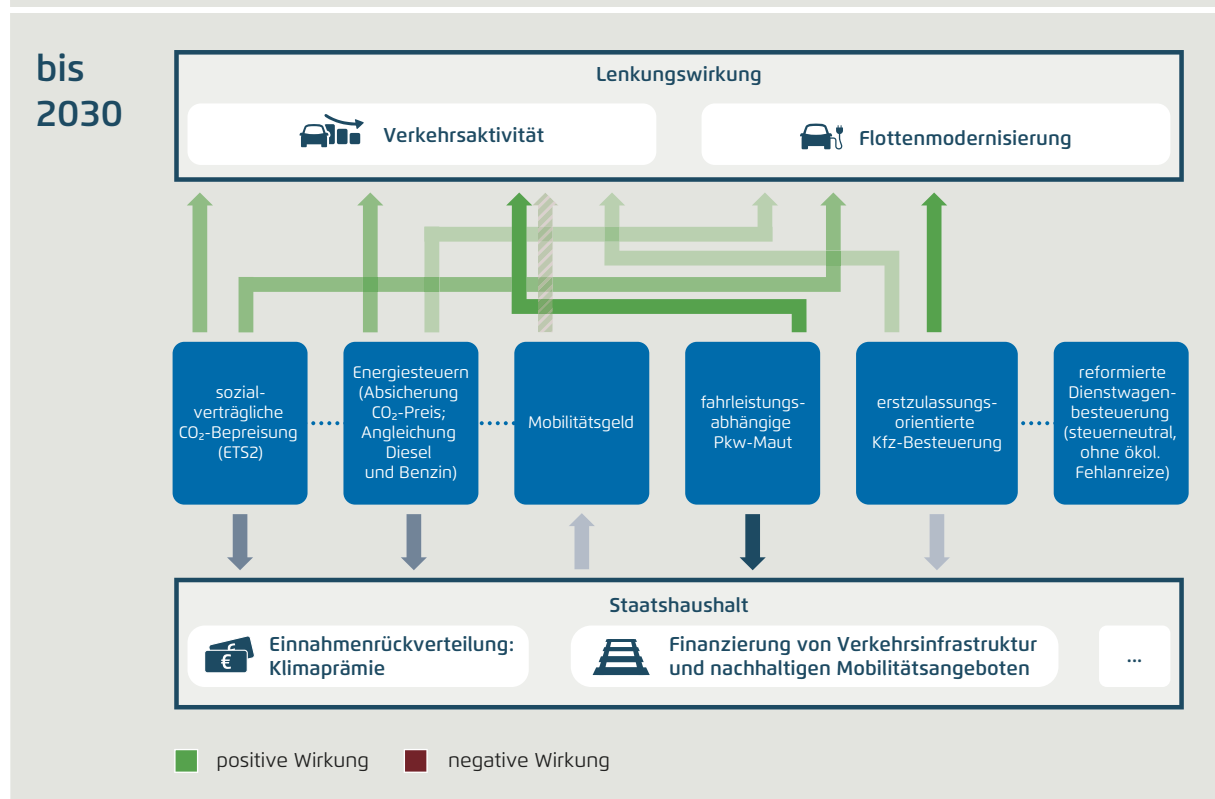 bis
2030
Lenkungswirkung
Verkehrsaktivität
Flottenmodernisierung
sozial-
verträgliche
CO₂-Bepreisung
(ETS2)
Energiesteuern
(Absicherung
CO₂-Preis;
Angleichung
Diesel
und Benzin)
Mobilitätsgeld
fahrleistungs-
abhängige
Pkw-Maut
erstzulassungs-
orientierte
Kfz-Besteuerung
reformierte
Dienstwagen-
besteuerung
(steuerneutral,
ohne ökol.
Fehlanreize)
Staatshaushalt
€
Einnahmenrückverteilung:
Klimaprämie
Finanzierung von Verkehrsinfrastruktur
und nachhaltigen Mobilitätsangeboten
...
positive Wirkung
negative Wirkung